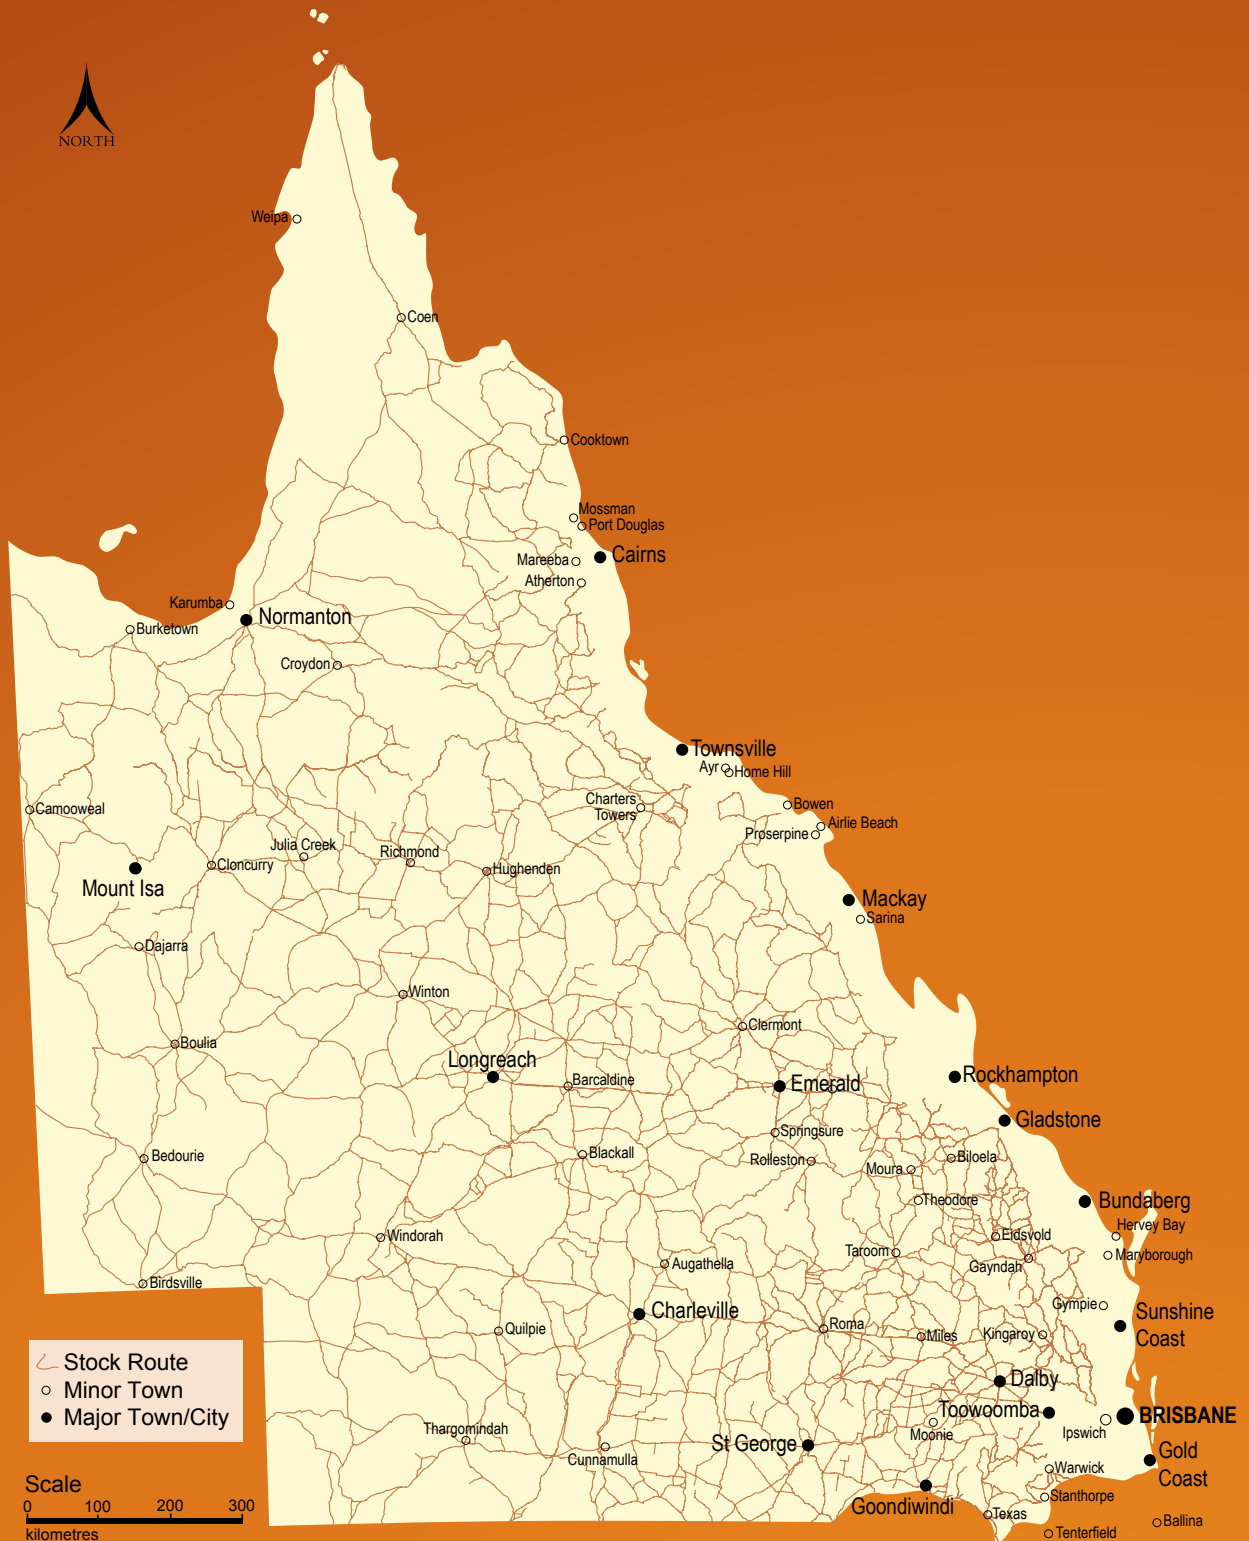 NORTH
Weipa
Coen
Cooktown
Mossman
Port Douglas
Cairns
Mareeba
Atherton
Karumba
Normanton
Burketown
Croydon
Townsville
Ayr
Home Hill
Charters
Towers
Bowen
Airlie Beach
Proserpine
Camooweal
Julia Creek
Richmond
Cloncurry
Hughenden
Mount Isa
Mackay
Sarina
Dajarra
Winton
Clermont
Boulia
Longreach
Barcaldine
Emerald
Rockhampton
Gladstone
Springsure
Blackall
Bedourie
Rolleston
Moura
Biloela
Theodore
Bundaberg
Hervey Bay
Windorah
Eidsvold
Taroom
Gayndah
Maryborough
Augathella
Birdsville
Gympie
Charleville
Sunshine
Coast
Quilpie
Roma
Miles
Kingaroy
Stock Route
Minor Town
Major Town/City
Dalby
Toowoomba
BRISBANE
Thargomindah
Moonie
Ipswich
St George
Cunnamulla
Gold
Coast
Warwick
Scale
0 100 200 300
kilometres
Goondiwindi
Stanthorpe
Texas
Ballina
Tenterfield